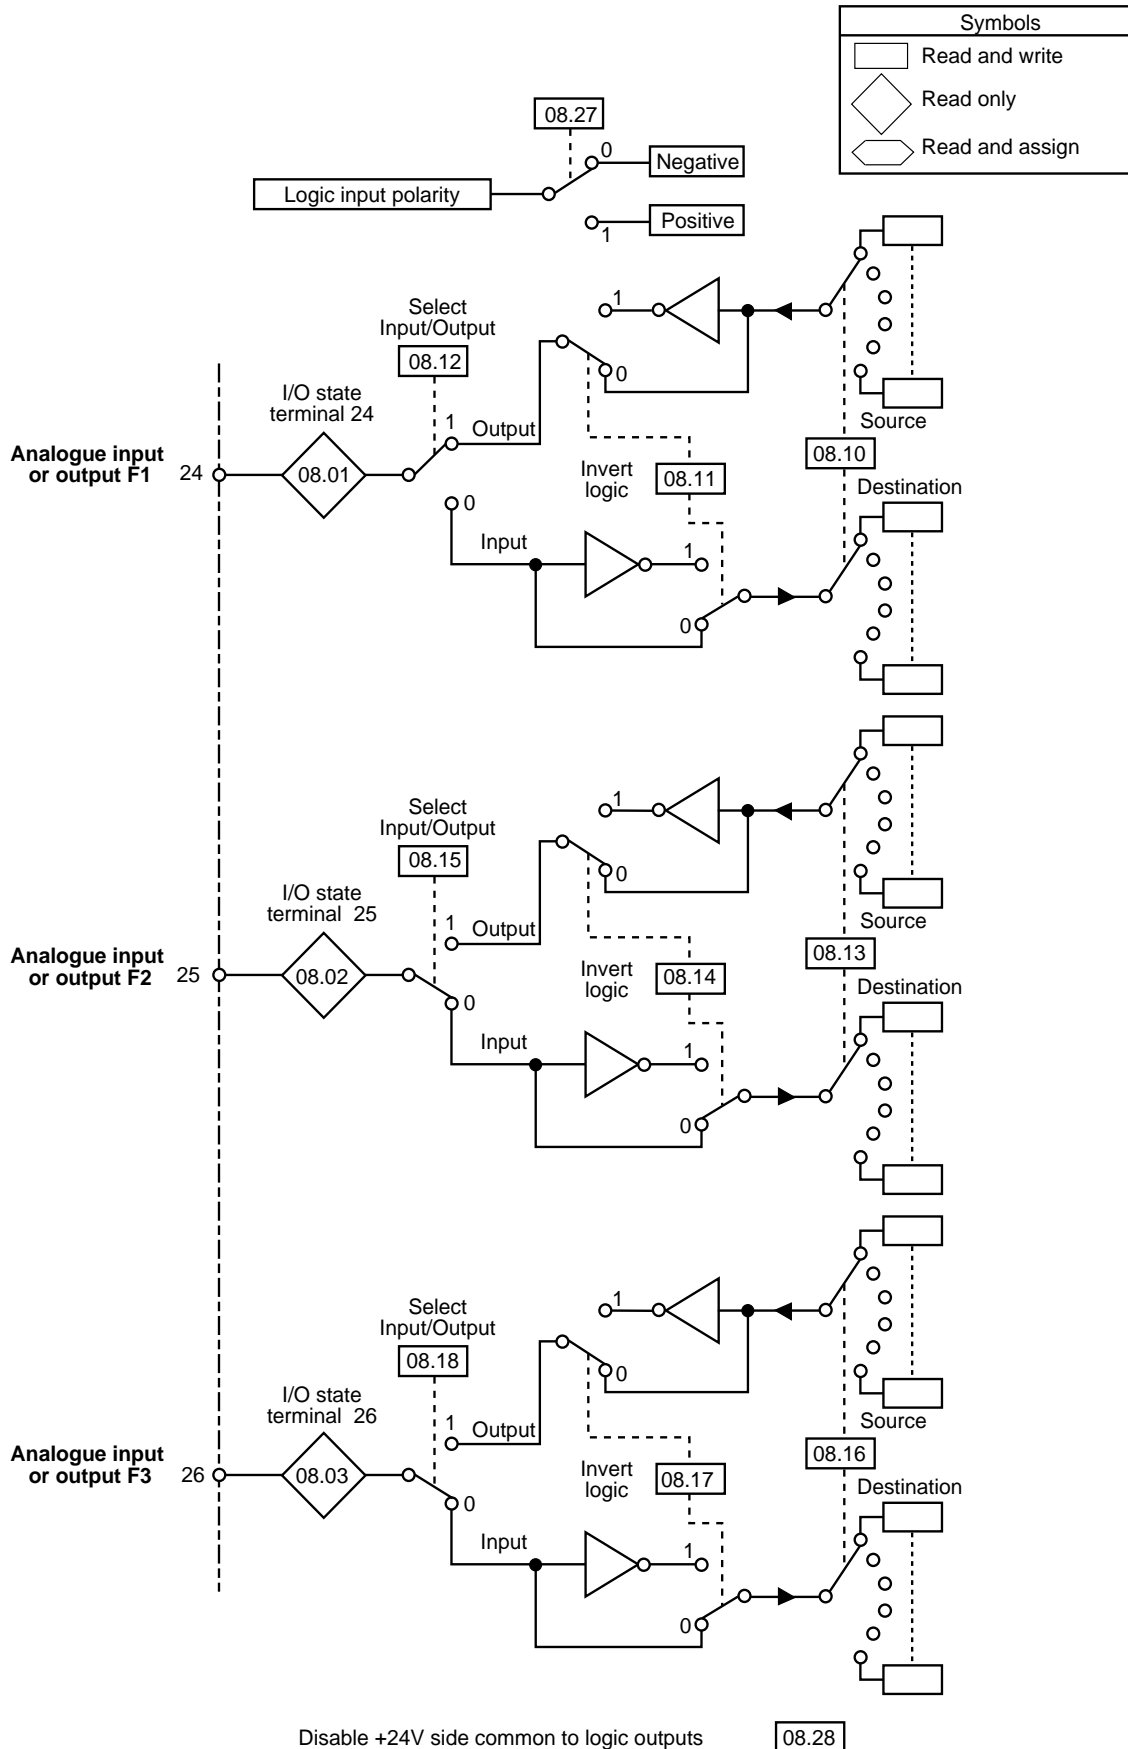 Symbols
Read and write
Read only
Read and assign
08.27
0
Negative
Logic input polarity
Positive
1
Select
Input/Output
08.12
1
0
I/O state
terminal 24
1
Output
Source
Analogue input
or output F1
24
08.01
08.10
Invert
logic
08.11
Destination
0
Input
1
0
Select
Input/Output
08.15
1
0
I/O state
terminal 25
1
Output
Source
Analogue input
or output F2
25
08.02
08.13
Invert
logic
08.14
Destination
0
Input
1
0
Select
Input/Output
08.18
1
0
I/O state
terminal 26
1
Output
Source
Analogue input
or output F3
26
08.03
08.16
Invert
logic
08.17
Destination
0
Input
1
0
Disable +24V side common to logic outputs
08.28